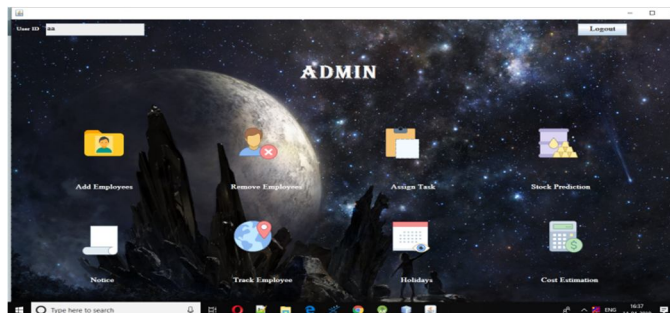 User ID aa Logout
ADMIN
Add Employees Remove Employees Assign Task Stock Prediction
Notice Track Employee Holidays Cost Estimation
Type here to search ENG 16:37